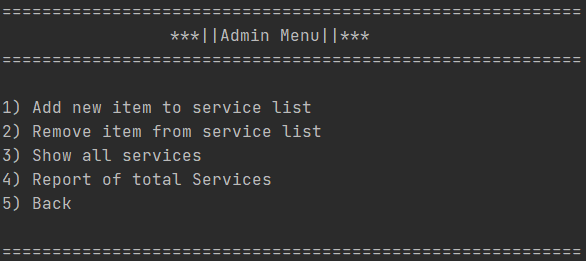 ==========================================================
***||Admin Menu||***
==========================================================
1) Add new item to service list
2) Remove item from service list
3) Show all services
4) Report of total Services
5) Back
==========================================================